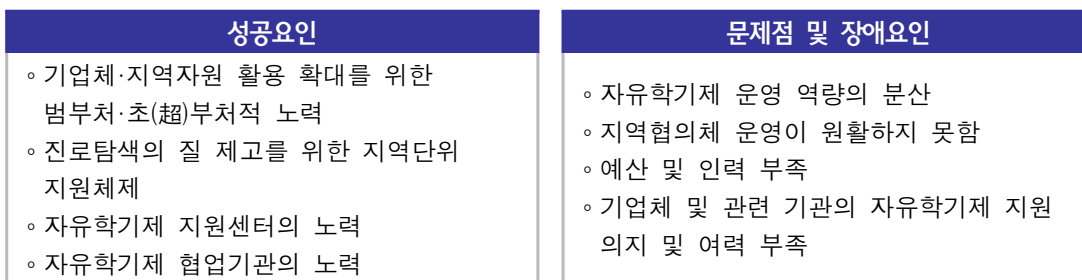 성공요인
◦기업체·지역자원 활용 확대를 위한
범부처·초(超)부처적 노력
◦진로탐색의 질 제고를 위한 지역단위
지원체제
◦자유학기제 지원센터의 노력
◦자유학기제 협업기관의 노력
문제점 및 장애요인
◦자유학기제 운영 역량의 분산
◦지역협의체 운영이 원활하지 못함
◦예산 및 인력 부족
◦기업체 및 관련 기관의 자유학기제 지원
의지 및 여력 부족